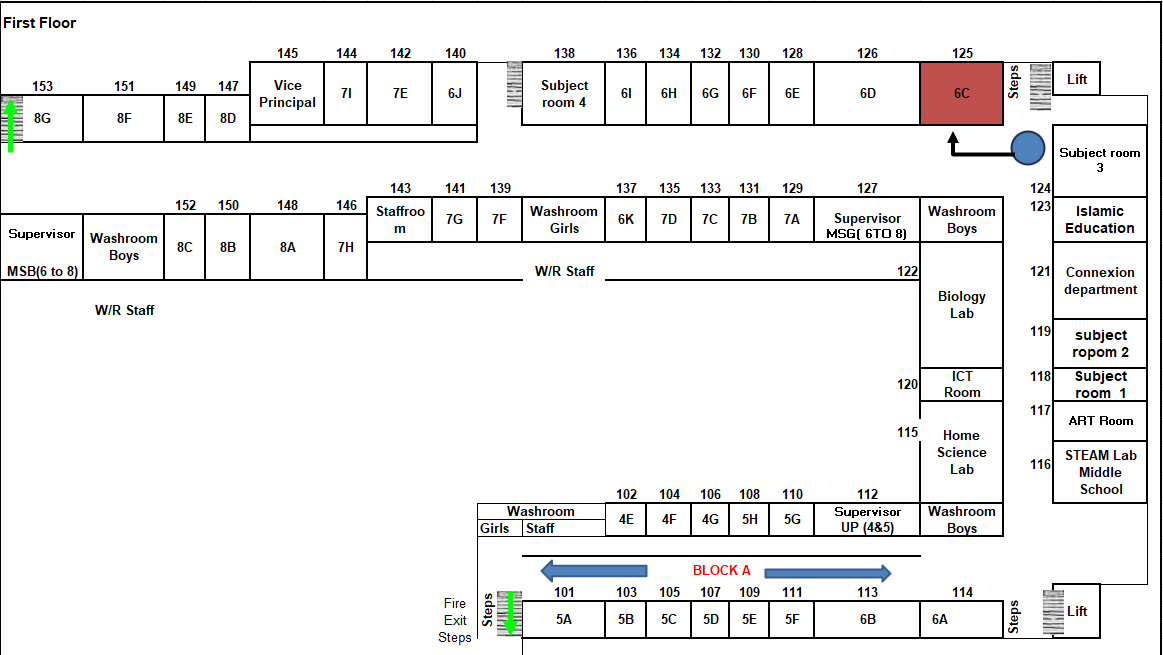 First Floor
145 144 142 140 138 136 134 132 130 128 126 125
153 151 149 147
Vice
Principal
7I 7E 6J
Subject
room 4
6I 6H 6G 6F 6E 6D 6C
Steps
Lift
8G 8F 8E 8D
Subject room
3
124
143 141 139 137 135 133 131 129 127
152 150 148 146
123
Staffroo
m
7G 7F
Washroom
Girls
6K 7D 7C 7B 7A
Supervisor
MSG( 6TO 8)
Washroom
Boys
Islamic
Education
Supervisor
MSB(6 to 8)
Washroom
Boys
8C 8B 8A 7H
W/R Staff
122
121
Connexion
department
Biology
Lab
W/R Staff
119
subject
ropom 2
120
ICT
Room
118
Subject
room 1
117
ART Room
115
Home
Science
Lab
116
STEAM Lab
Middle
School
102 104 106 108 110 112
Washroom
Girls Staff
4E 4F 4G 5H 5G
Supervisor
UP (4&5)
Washroom
Boys
BLOCK A
101 103 105 107 109 111 113 114
Fire
Exit
Steps
Steps
5A 5B 5C 5D 5E 5F 6B 6A
Steps
Lift